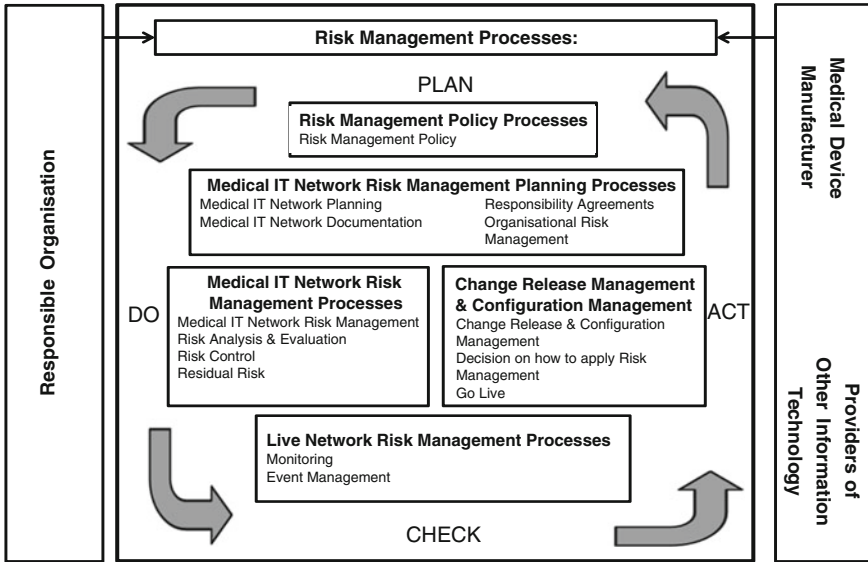 Responsible Organisation
Risk Management Processes:
PLAN
Risk Management Policy Processes
Risk Management Policy
Medical IT Network Risk Management Planning Processes
Medical IT Network Planning
Medical IT Network Documentation
Responsibility Agreements
Organisational Risk
Management
DO
Medical IT Network Risk
Management Processes
Medical IT Network Risk Management
Risk Analysis & Evaluation
Risk Control
Residual Risk
Change Release Management
& Configuration Management
Change Release & Configuration
Management
Decision on how to apply Risk
Management
Go Live
ACT
Live Network Risk Management Processes
Monitoring
Event Management
CHECK
Medical Device
Manufacturer
Providers of
Other Information
Technology